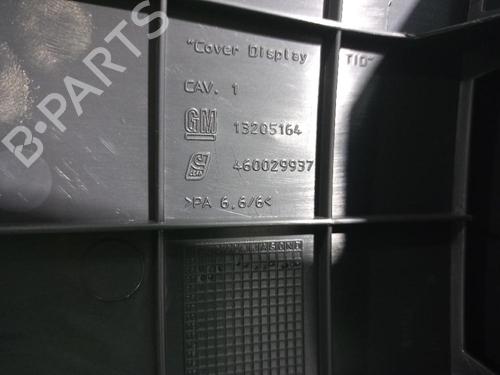 "Cover Display
TID"
CAV. 1
GM 13205164
460029937
>PA 6.6/6<
B-PARTS